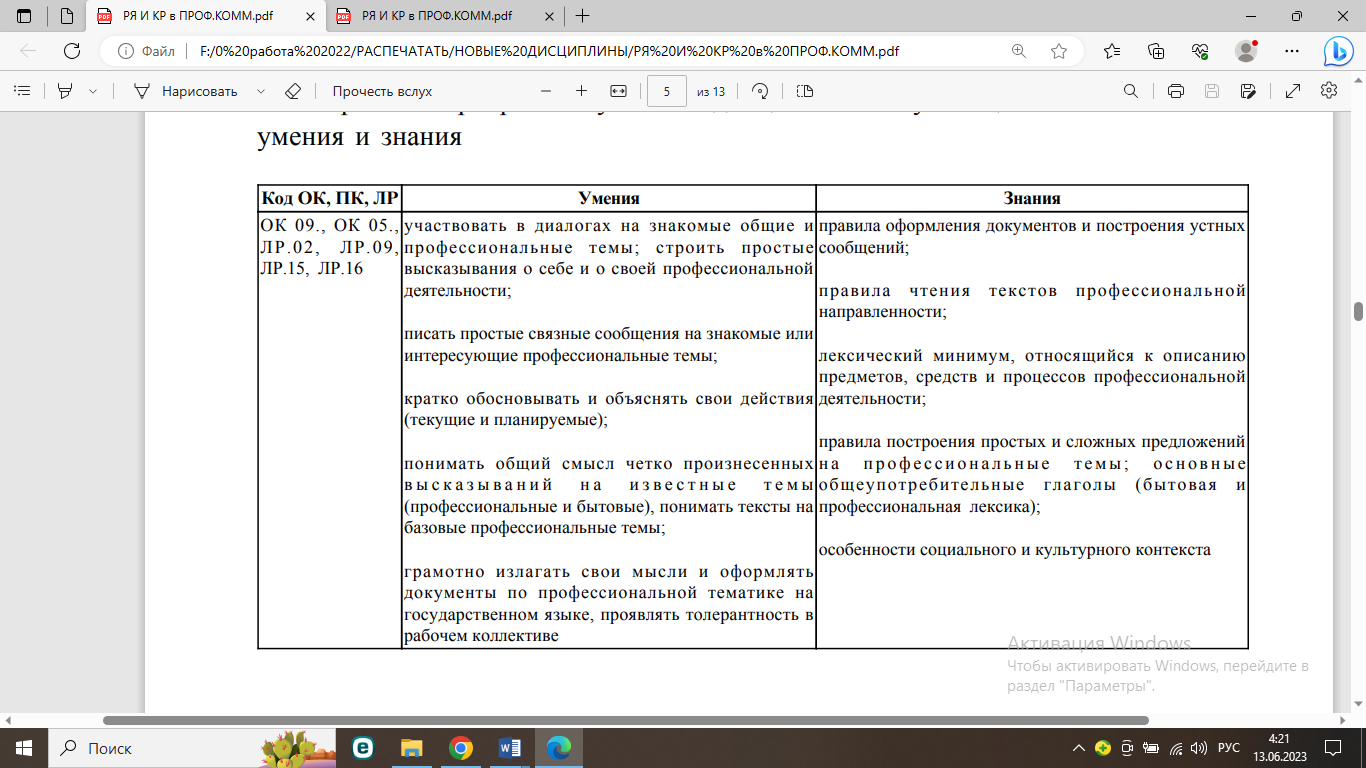 РЯ И КР в ПРОФ.КОММ.pdf
РЯ И КР в ПРОФ.КОММ.pdf
Файл
F:/0%20работа%202022/РАСПЕЧАТАТЬ/НОВЫЕ%20ДИСЦИПЛИНЫ/РЯ%20И%20КР%20в%20ПРОФ.КОММ.pdf
Нарисовать
Прочесть вслух
5
из 13
умения и знания
Код ОК, ПК, ЛР
Умения
Знания
ОК 09., ОК 05.,
ЛР.02, ЛР.09,
ЛР.15, ЛР.16
участвовать в диалогах на знакомые общие и
профессиональные темы; строить простые
высказывания о себе и о своей профессиональной
деятельности;
писать простые связные сообщения на знакомые или
интересующие профессиональные темы;
кратко обосновывать и объяснять свои действия
(текущие и планируемые);
понимать общий смысл четко произнесенных
высказываний на известные темы
(профессиональные и бытовые), понимать тексты на
базовые профессиональные темы;
грамотно излагать свои мысли и оформлять
документы по профессиональной тематике на
государственном языке, проявлять толерантность в
рабочем коллективе
правила оформления документов и построения устных
сообщений;
правила чтения текстов профессиональной
направленности;
лексический минимум, относящийся к описанию
предметов, средств и процессов профессиональной
деятельности;
правила построения простых и сложных предложений
на профессиональные темы; основные
общеупотребительные глаголы (бытовая и
профессиональная лексика);
особенности социального и культурного контекста
Активация Windows
Чтобы активировать Windows, перейдите в
раздел "Параметры".
Поиск
РУС
4:21
13.06.2023